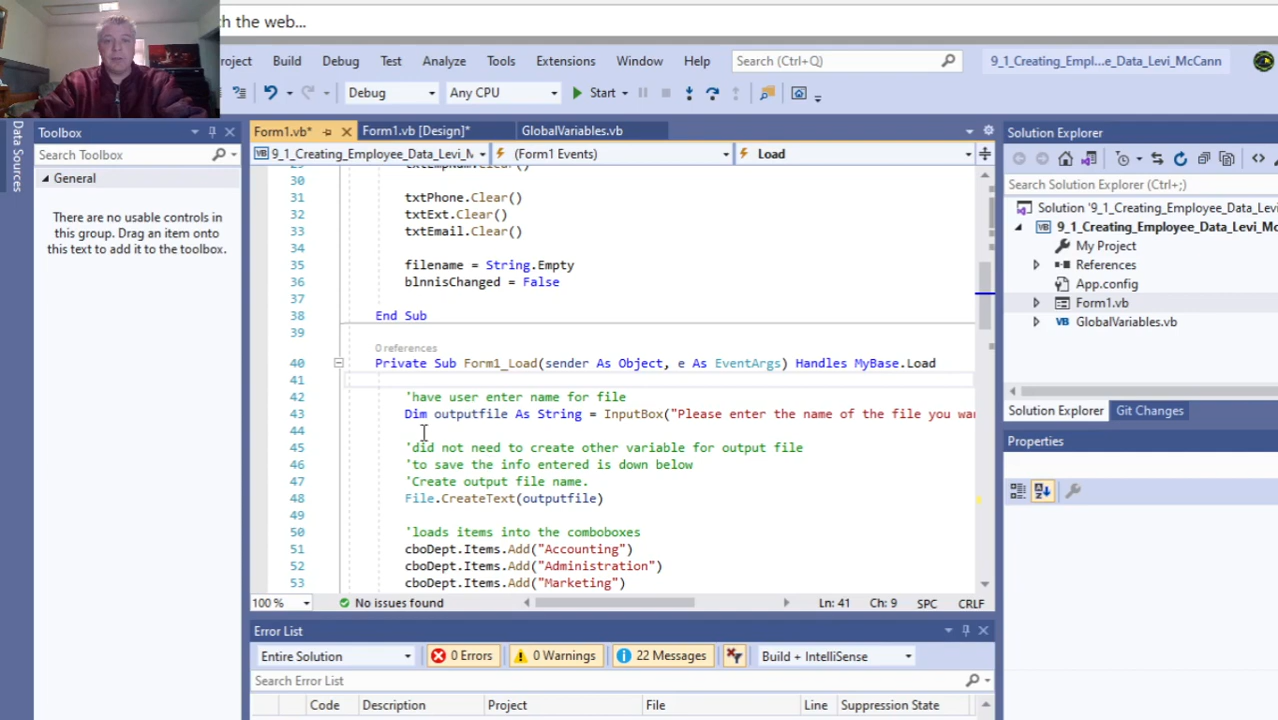 ch the web...
roject Build Debug Test Analyze Tools Extensions Window Help Search (Ctrl+Q) 9_1_Creating_Empl...e_Data_Levi_McCann
Debug Any CPU Start
Data Sources
Toolbox
Search Toolbox
General
There are no usable controls in
this group. Drag an item onto
this text to add it to the toolbox.
Form1.vb* Form1.vb [Design]* GlobalVariables.vb
9_1_Creating_Employee_Data_Levi_M (Form1 Events) Load
29 txtEmpNum.Clear()
30
31 txtPhone.Clear()
32 txtExt.Clear()
33 txtEmail.Clear()
34
35 filename = String.Empty
36 blnnisChanged = False
37
38 End Sub
39
0 references
40 Private Sub Form1_Load(sender As Object, e As EventArgs) Handles MyBase.Load
41
42 'have user enter name for file
43 Dim outputfile As String = InputBox("Please enter the name of the file you wa
44
45 'did not need to create other variable for output file
46 'to save the info entered is down below
47 'Create output file name.
48 File.CreateText(outputfile)
49
50 'loads items into the comboboxes
51 cboDept.Items.Add("Accounting")
52 cboDept.Items.Add("Administration")
53 cboDept.Items.Add("Marketing")
100 % No issues found Ln: 41 Ch: 9 SPC CRLF
Error List
Entire Solution 0 Errors 0 Warnings 22 Messages Build + IntelliSense
Search Error List
Code Description Project File Line Suppression State
Solution Explorer
Search Solution Explorer (Ctrl+;)
Solution '9_1_Creating_Employee_Data_Levi
9_1_Creating_Employee_Data_Levi_Mc
My Project
References
App.config
Form1.vb
GlobalVariables.vb
Solution Explorer Git Changes
Properties